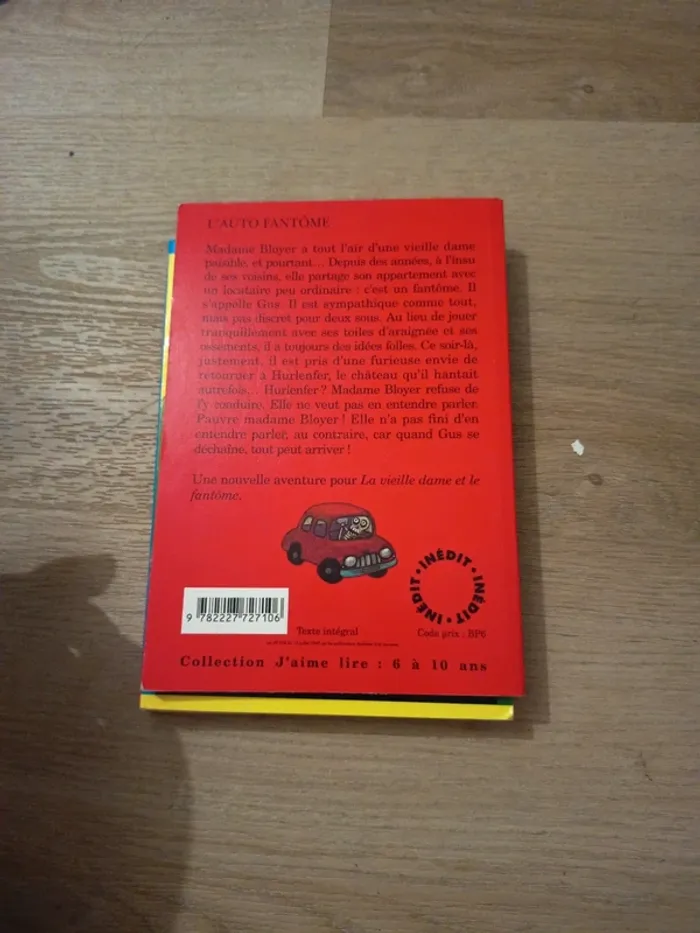 L'AUTO FANTÔME
Madame Bloyer a tout l'air d'une vieille dame
paisible, et pourtant... Depuis des années, à l'insu
de ses voisins, elle partage son appartement avec
un locataire peu ordinaire : c'est un fantôme. Il
s'appelle Gus. Il est sympathique comme tout,
mais pas discret pour deux sous. Au lieu de jouer
tranquillement avec ses toiles d'araignée et ses
ossements, il a toujours des idées folles. Ce soir-là,
justement, il est pris d'une furieuse envie de
retourner à Hurlenfer, le château qu'il hantait
autrefois... Hurlenfer ? Madame Bloyer refuse de
l'y conduire. Elle ne veut pas en entendre parler.
Pauvre madame Bloyer ! Elle n'a pas fini d'en
entendre parler, au contraire, car quand Gus se
déchaîne, tout peut arriver !
Une nouvelle aventure pour La vieille dame et le
fantôme.
INÉDIT · INÉDIT · INÉDIT ·
9 782227 727106
Texte intégral
Code prix : BP6
Collection J'aime lire : 6 à 10 ans